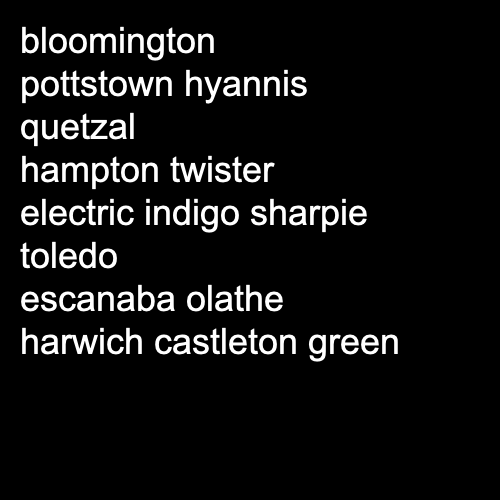 bloomington
pottstown hyannis
quetzal
hampton twister
electric indigo sharpie
toledo
escanaba olathe
harwich castleton green